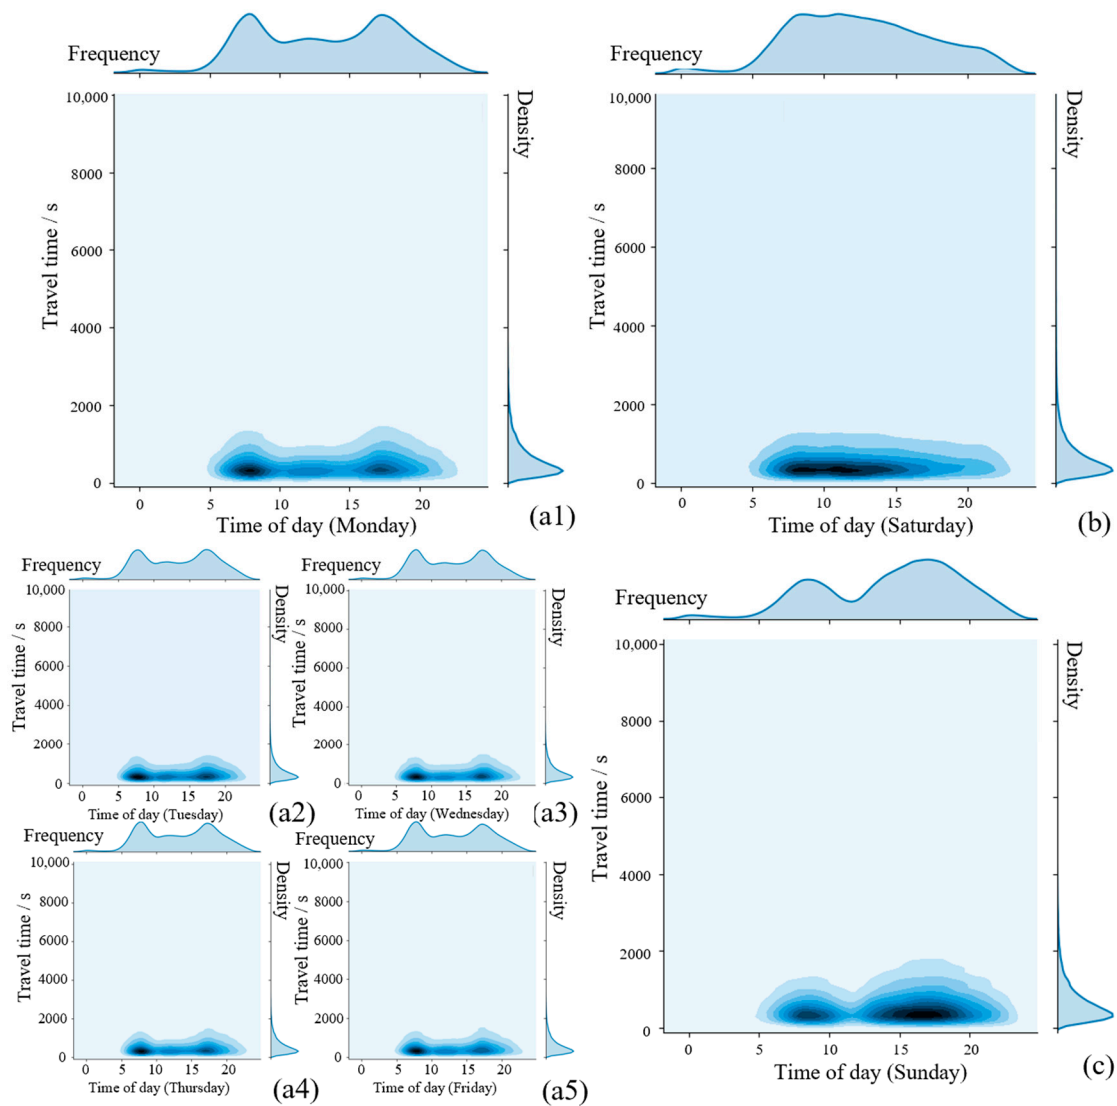 Frequency
Density
10,000
8000
6000
4000
2000
0
Travel time / s
0 5 10 15 20
Time of day (Monday)
(a1)
Frequency
Density
10,000
8000
6000
4000
2000
0
Travel time / s
0 5 10 15 20
Time of day (Saturday)
(b)
Frequency
Density
10,000
8000
6000
4000
2000
0
Travel time / s
0 5 10 15 20
Time of day (Tuesday)
(a2)
Frequency
Density
10,000
8000
6000
4000
2000
0
Travel time / s
0 5 10 15 20
Time of day (Wednesday)
(a3)
Frequency
Density
10,000
8000
6000
4000
2000
0
Travel time / s
0 5 10 15 20
Time of day (Thursday)
(a4)
Frequency
Density
10,000
8000
6000
4000
2000
0
Travel time / s
0 5 10 15 20
Time of day (Friday)
(a5)
Frequency
Density
10,000
8000
6000
4000
2000
0
Travel time / s
0 5 10 15 20
Time of day (Sunday)
(c)